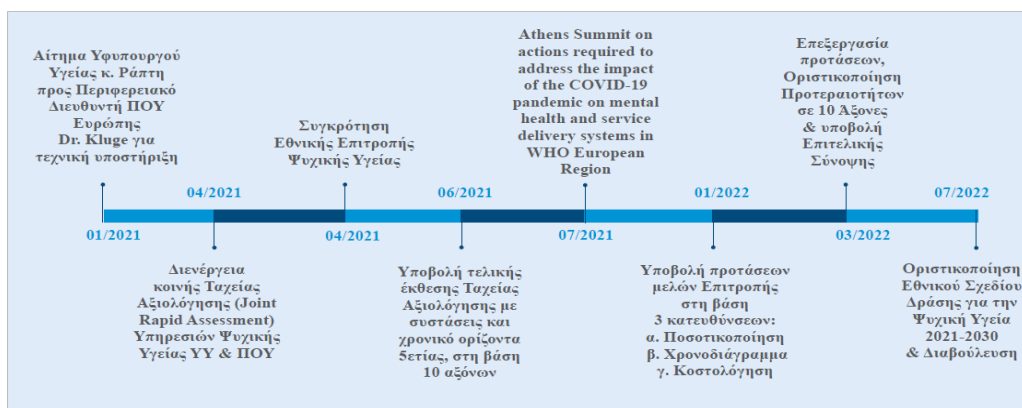 Αίτημα Υφυπουργού
Υγείας κ. Ράπτη
προς Περιφερειακό
Διευθυντή ΠΟΥ
Ευρώπης
Dr. Kluge για
τεχνική υποστήριξη
01/2021
04/2021
Διενέργεια
κοινής Ταχείας
Αξιολόγησης (Joint
Rapid Assessment)
Υπηρεσιών Ψυχικής
Υγείας ΥΥ & ΠΟΥ
Συγκρότηση
Εθνικής Επιτροπής
Ψυχικής Υγείας
04/2021
06/2021
Υποβολή τελικής
έκθεσης Ταχείας
Αξιολόγησης με
συστάσεις και
χρονικό ορίζοντα
5ετίας, στη βάση
10 αξόνων
Athens Summit on
actions required to
address the impact
of the COVID-19
pandemic on mental
health and service
delivery systems in
WHO European
Region
07/2021
01/2022
Υποβολή προτάσεων
μελών Επιτροπής
στη βάση
3 κατευθύνσεων:
α. Ποσοτικοποίηση
β. Χρονοδιάγραμμα
γ. Κοστολόγηση
Επεξεργασία
προτάσεων,
Οριστικοποίηση
Προτεραιοτήτων
σε 10 Άξονες
& υποβολή
Επιτελικής
Σύνοψης
03/2022
07/2022
Οριστικοποίηση
Εθνικού Σχεδίου
Δράσης για την
Ψυχική Υγεία
2021-2030
& Διαβούλευση